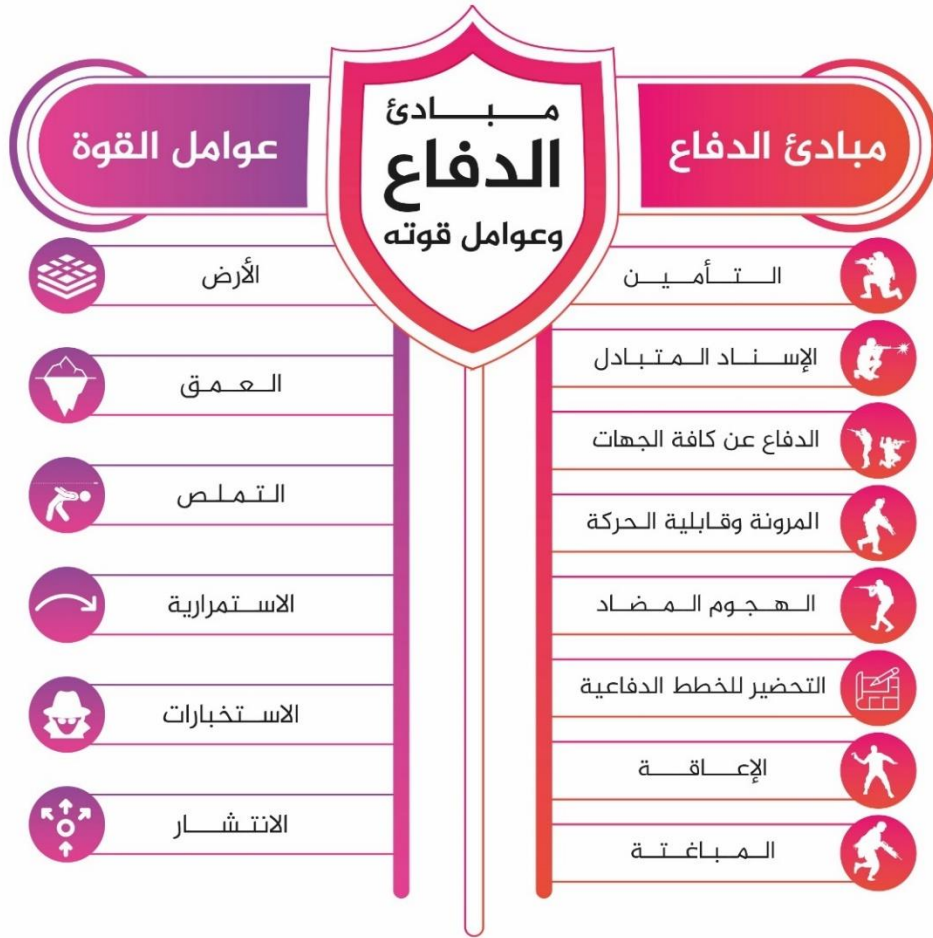 مبادئ
الدفاع
وعوامل قوته
مبادئ الدفاع
التأمين
الإسناد المتبادل
الدفاع عن كافة الجهات
المرونة وقابلية الحركة
الهجوم المضاد
التحضير للخطط الدفاعية
الإعاقة
المباغتة
عوامل القوة
الأرض
العمق
التملص
الاستمرارية
الاستخبارات
الانتشار